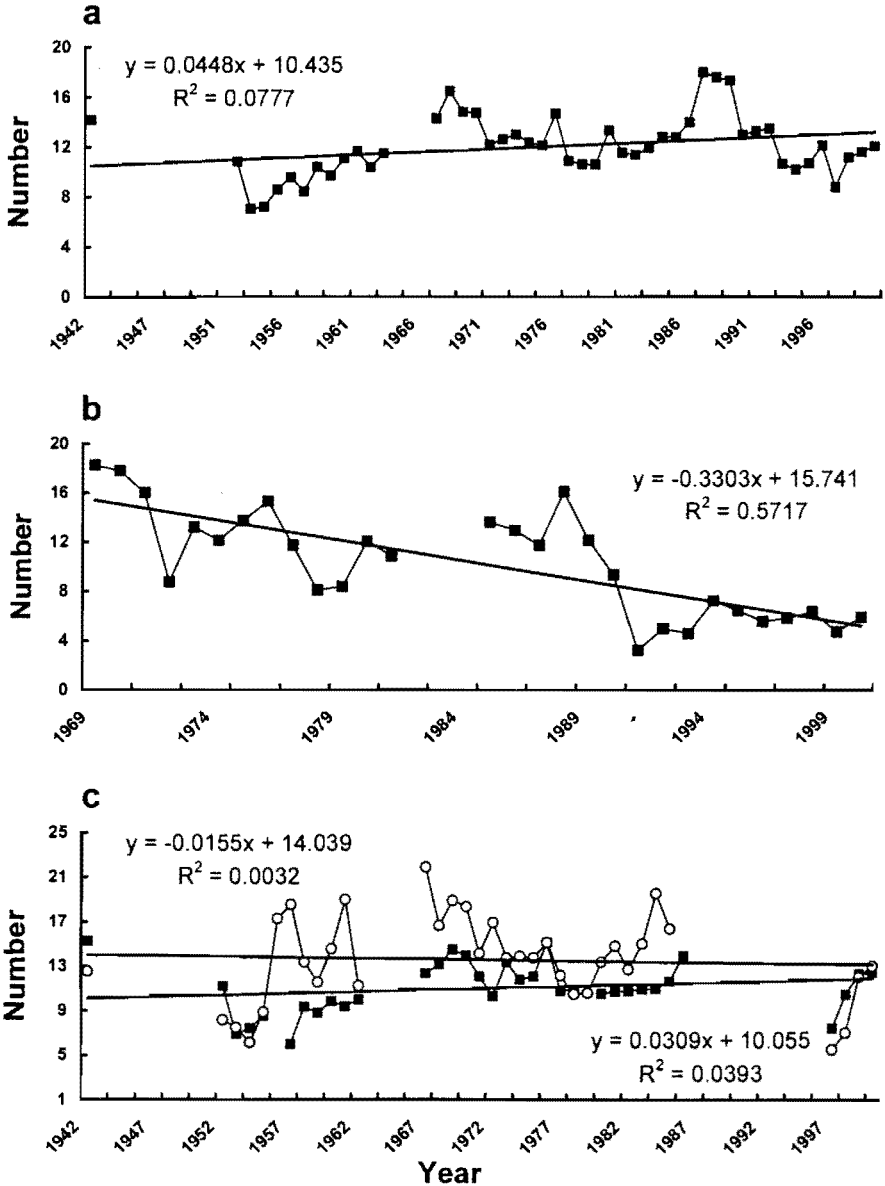 a
y = 0.0448x + 10.435
R² = 0.0777
20
16
12
8
4
0
Number
1942 1947 1951 1956 1961 1966 1971 1976 1981 1986 1991 1996
b
y = -0.3303x + 15.741
R² = 0.5717
20
16
12
8
4
0
Number
1969 1974 1979 1984 1989 1994 1999
c
y = -0.0155x + 14.039
R² = 0.0032
25
21
17
13
9
5
1
Number
y = 0.0309x + 10.055
R² = 0.0393
1942 1947 1952 1957 1962 1967 1972 1977 1982 1987 1992 1997
Year